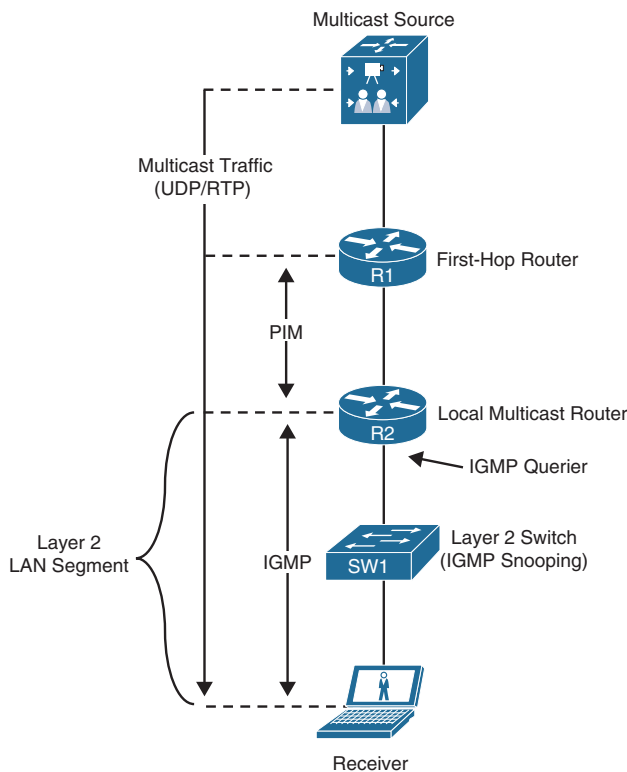 Multicast Source
Multicast Traffic
(UDP/RTP)
First-Hop Router
R1
PIM
Local Multicast Router
R2
IGMP Querier
Layer 2
LAN Segment
IGMP
Layer 2 Switch
(IGMP Snooping)
SW1
Receiver